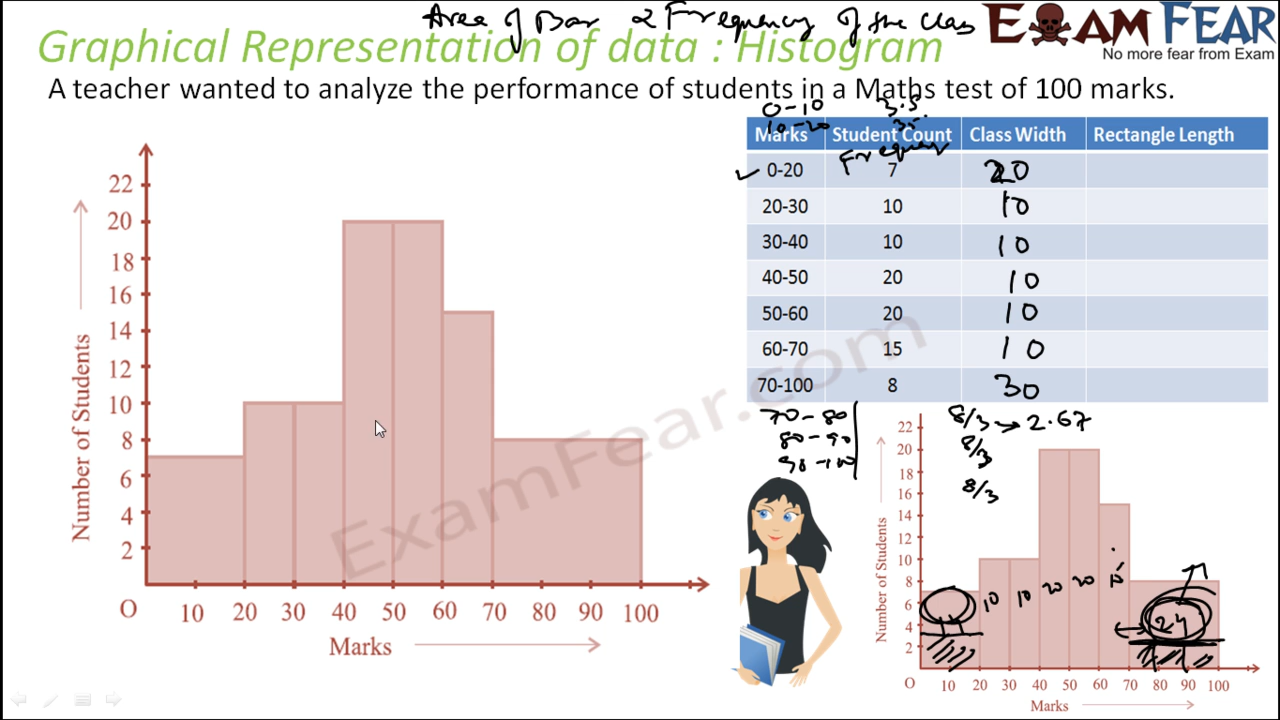 Area of Bar ∝ Frequency of the class
EXAM FEAR
No more fear from Exam
Graphical Representation of data : Histogram
A teacher wanted to analyze the performance of students in a Maths test of 100 marks.
0-10 3.5
10-20 3.5
Marks Student Count Class Width Rectangle Length
Frequency
0-20 7 20
20-30 10 10
30-40 10 10
40-50 20 10
50-60 20 10
60-70 15 10
70-100 8 30
70-80 8/3 → 2.67
80-90 8/3
90-100 8/3
Number of Students
22
20
18
16
14
12
10
8
6
4
2
O 10 20 30 40 50 60 70 80 90 100
Marks
ExamFear.com
Number of Students
22
20
18
16
14
12
10
8
6
4
2
10 10 20 20 15
24
O 10 20 30 40 50 60 70 80 90 100
Marks